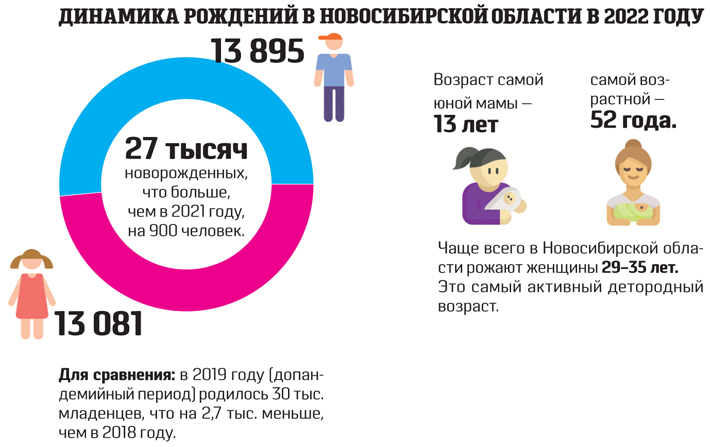 ДИНАМИКА РОЖДЕНИЙ В НОВОСИБИРСКОЙ ОБЛАСТИ В 2022 ГОДУ
13 895
27 тысяч
новорожденных,
что больше,
чем в 2021 году,
на 900 человек.
13 081
Для сравнения: в 2019 году (допан-
демийный период) родилось 30 тыс.
младенцев, что на 2,7 тыс. меньше,
чем в 2018 году.
Возраст самой
юной мамы –
13 лет
самой воз-
растной –
52 года.
Чаще всего в Новосибирской обла-
сти рожают женщины 29–35 лет.
Это самый активный детородный
возраст.